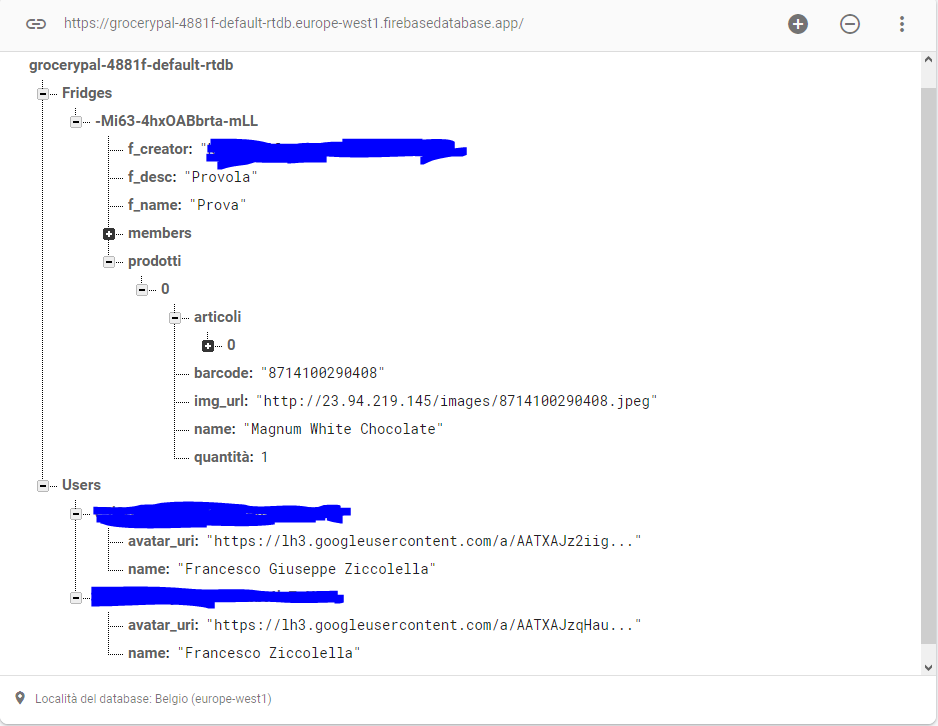 https://grocerypal-4881f-default-rtdb.europe-west1.firebasedatabase.app/
grocerypal-4881f-default-rtdb
Fridges
-Mi63-4hxOABbrta-mLL
f_creator:
f_desc: "Provola"
f_name: "Prova"
members
prodotti
0
articoli
0
barcode: "8714100290408"
img_url: "http://23.94.219.145/images/8714100290408.jpeg"
name: "Magnum White Chocolate"
quantità: 1
Users
avatar_uri: "https://lh3.googleusercontent.com/a/AATXAJz2iig..."
name: "Francesco Giuseppe Ziccolella"
avatar_uri: "https://lh3.googleusercontent.com/a/AATXAJzqHau..."
name: "Francesco Ziccolella"
Località del database: Belgio (europe-west1)